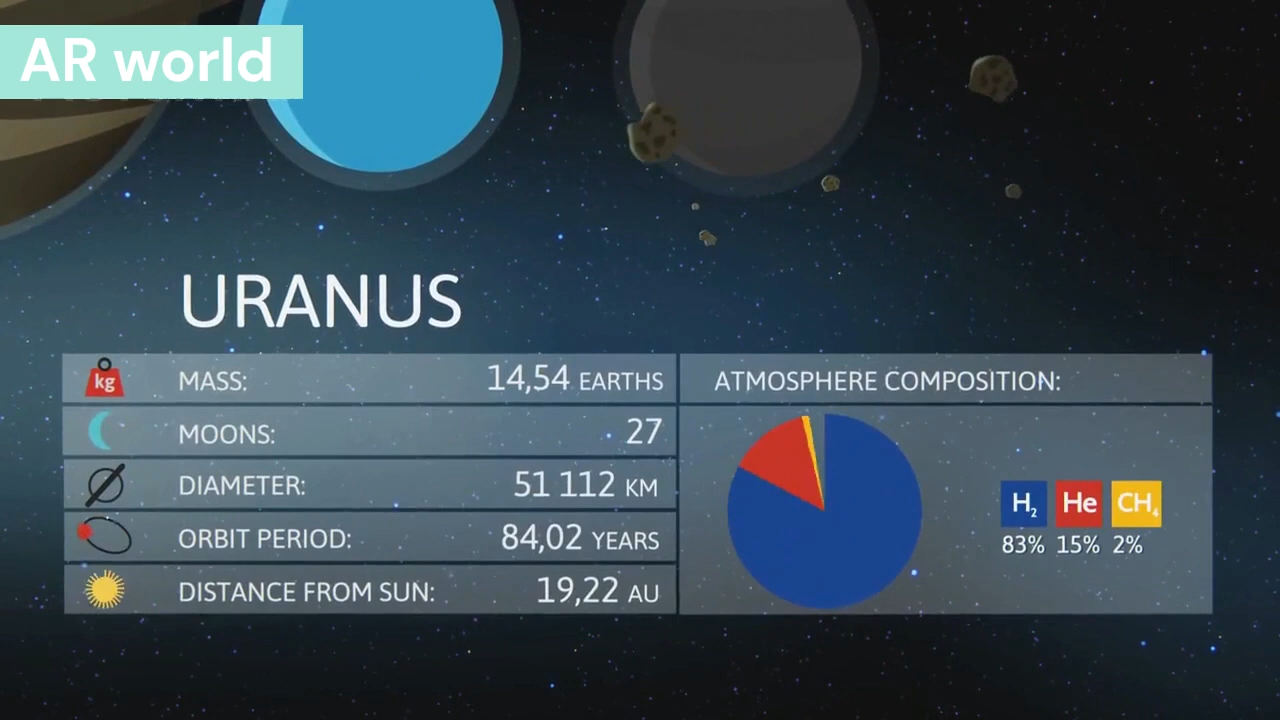 AR world
URANUS
kg MASS: 14,54 EARTHS
MOONS: 27
DIAMETER: 51 112 KM
ORBIT PERIOD: 84,02 YEARS
DISTANCE FROM SUN: 19,22 AU
ATMOSPHERE COMPOSITION:
H₂ He CH₄
83% 15% 2%